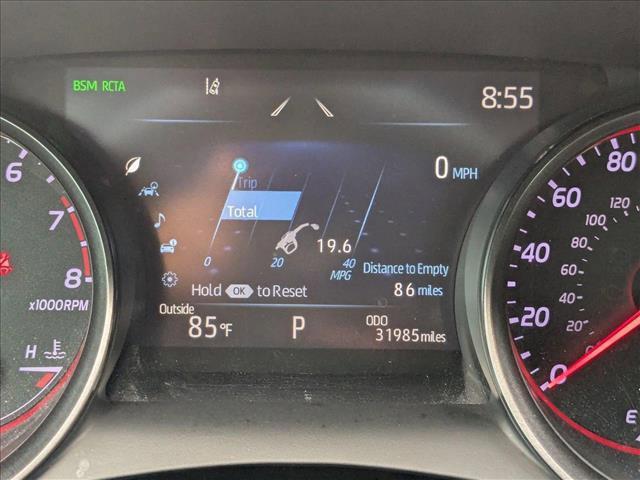 BSM RCTA
8:55
0 MPH
Trip
Total
19.6
0 20 40
MPG
Distance to Empty
86 miles
Hold OK to Reset
Outside
85°F
P
ODO
31985 miles
6
7
8
x1000RPM
H
80
60
40
20
0
120
100
80
60
40
20
0
E